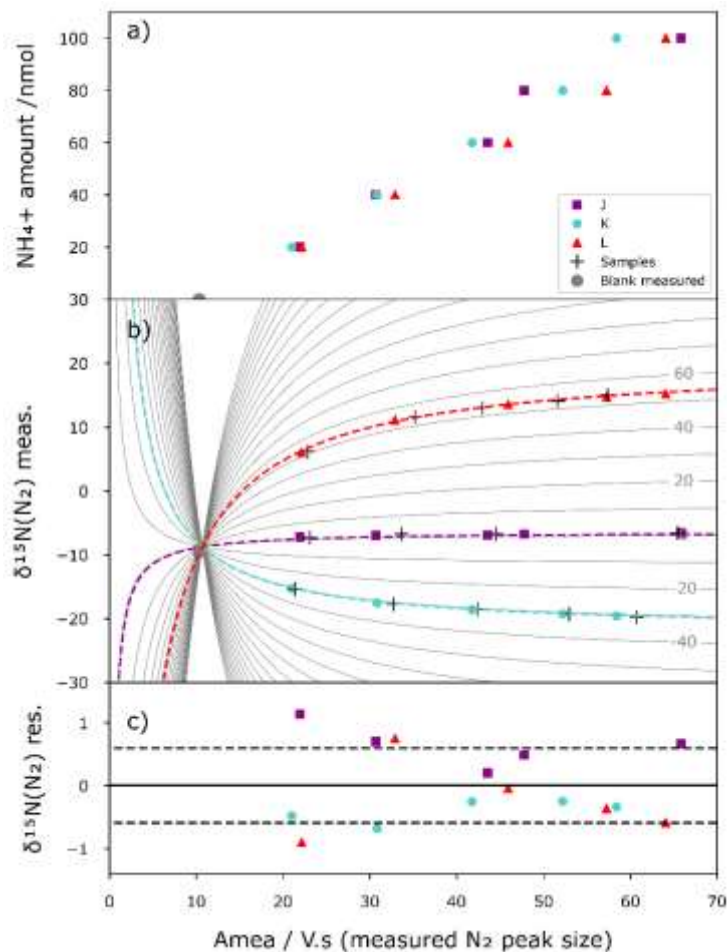 a)
NH₄+ amount /nmol
100
80
60
40
20
J
K
L
Samples
Blank measured
b)
δ¹⁵N(N₂) meas.
30
20
10
0
−10
−20
−30
60
40
20
-20
-40
c)
δ¹⁵N(N₂) res.
1
0
−1
0 10 20 30 40 50 60 70
Amea / V.s (measured N₂ peak size)